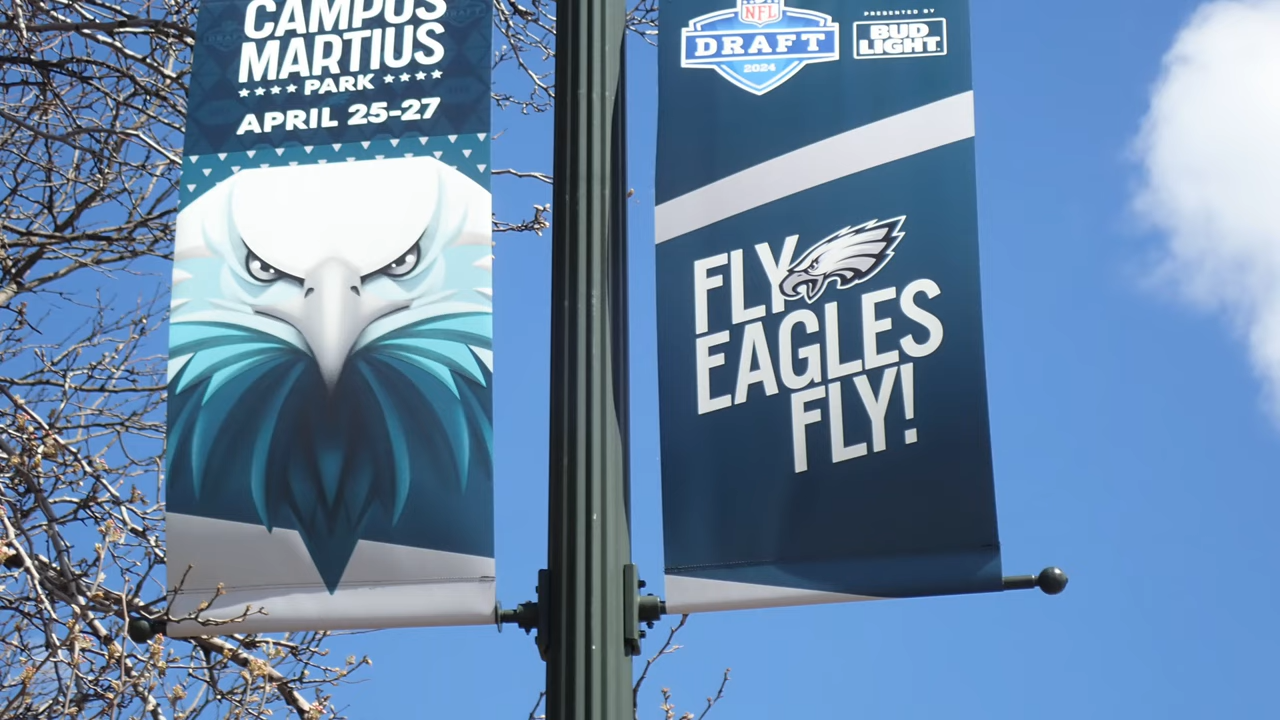 CAMPUS
MARTIUS
PARK
APRIL 25-27
NFL
DRAFT
2024
PRESENTED BY
BUD
LIGHT
FLY
EAGLES
FLY!